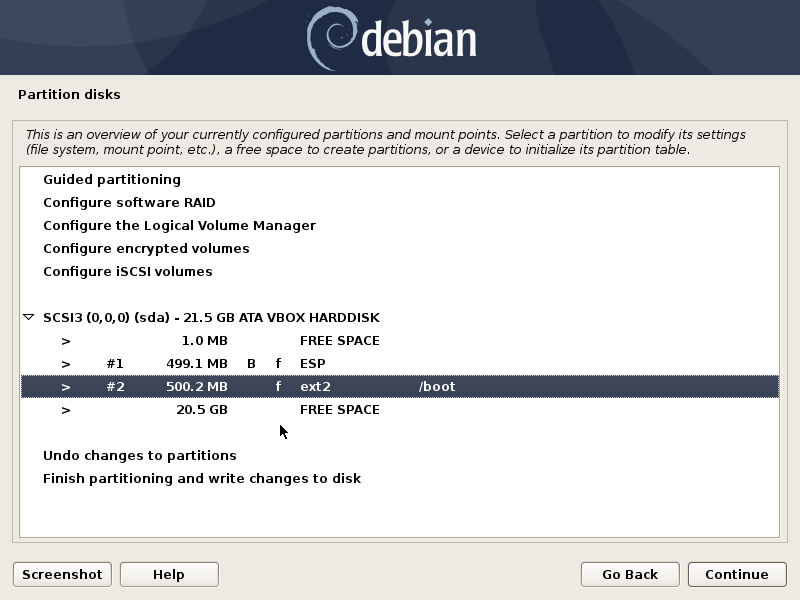 debian
Partition disks
This is an overview of your currently configured partitions and mount points. Select a partition to modify its settings
(file system, mount point, etc.), a free space to create partitions, or a device to initialize its partition table.
Guided partitioning
Configure software RAID
Configure the Logical Volume Manager
Configure encrypted volumes
Configure iSCSI volumes
SCSI3 (0,0,0) (sda) - 21.5 GB ATA VBOX HARDDISK
> 1.0 MB FREE SPACE
> #1 499.1 MB B f ESP
> #2 500.2 MB f ext2 /boot
> 20.5 GB FREE SPACE
Undo changes to partitions
Finish partitioning and write changes to disk
Screenshot Help Go Back Continue